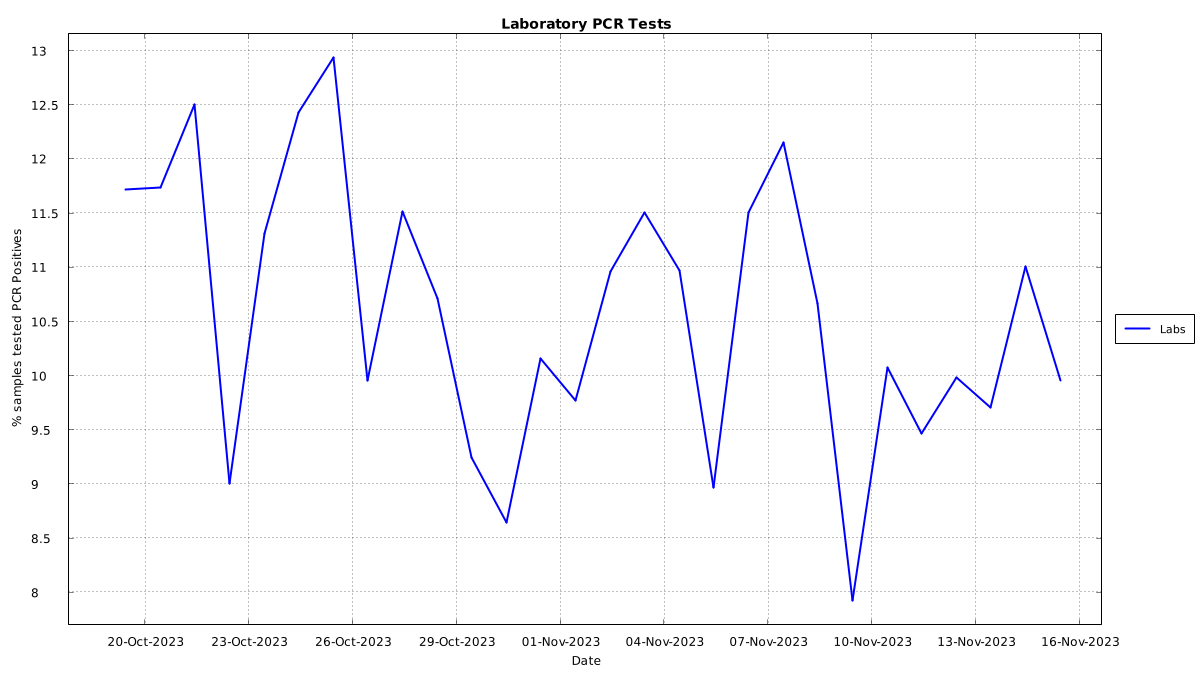 Laboratory PCR Tests
% samples tested PCR Positives
13
12.5
12
11.5
11
10.5
10
9.5
9
8.5
8
20-Oct-2023 23-Oct-2023 26-Oct-2023 29-Oct-2023 01-Nov-2023 04-Nov-2023 07-Nov-2023 10-Nov-2023 13-Nov-2023 16-Nov-2023
Date
Labs